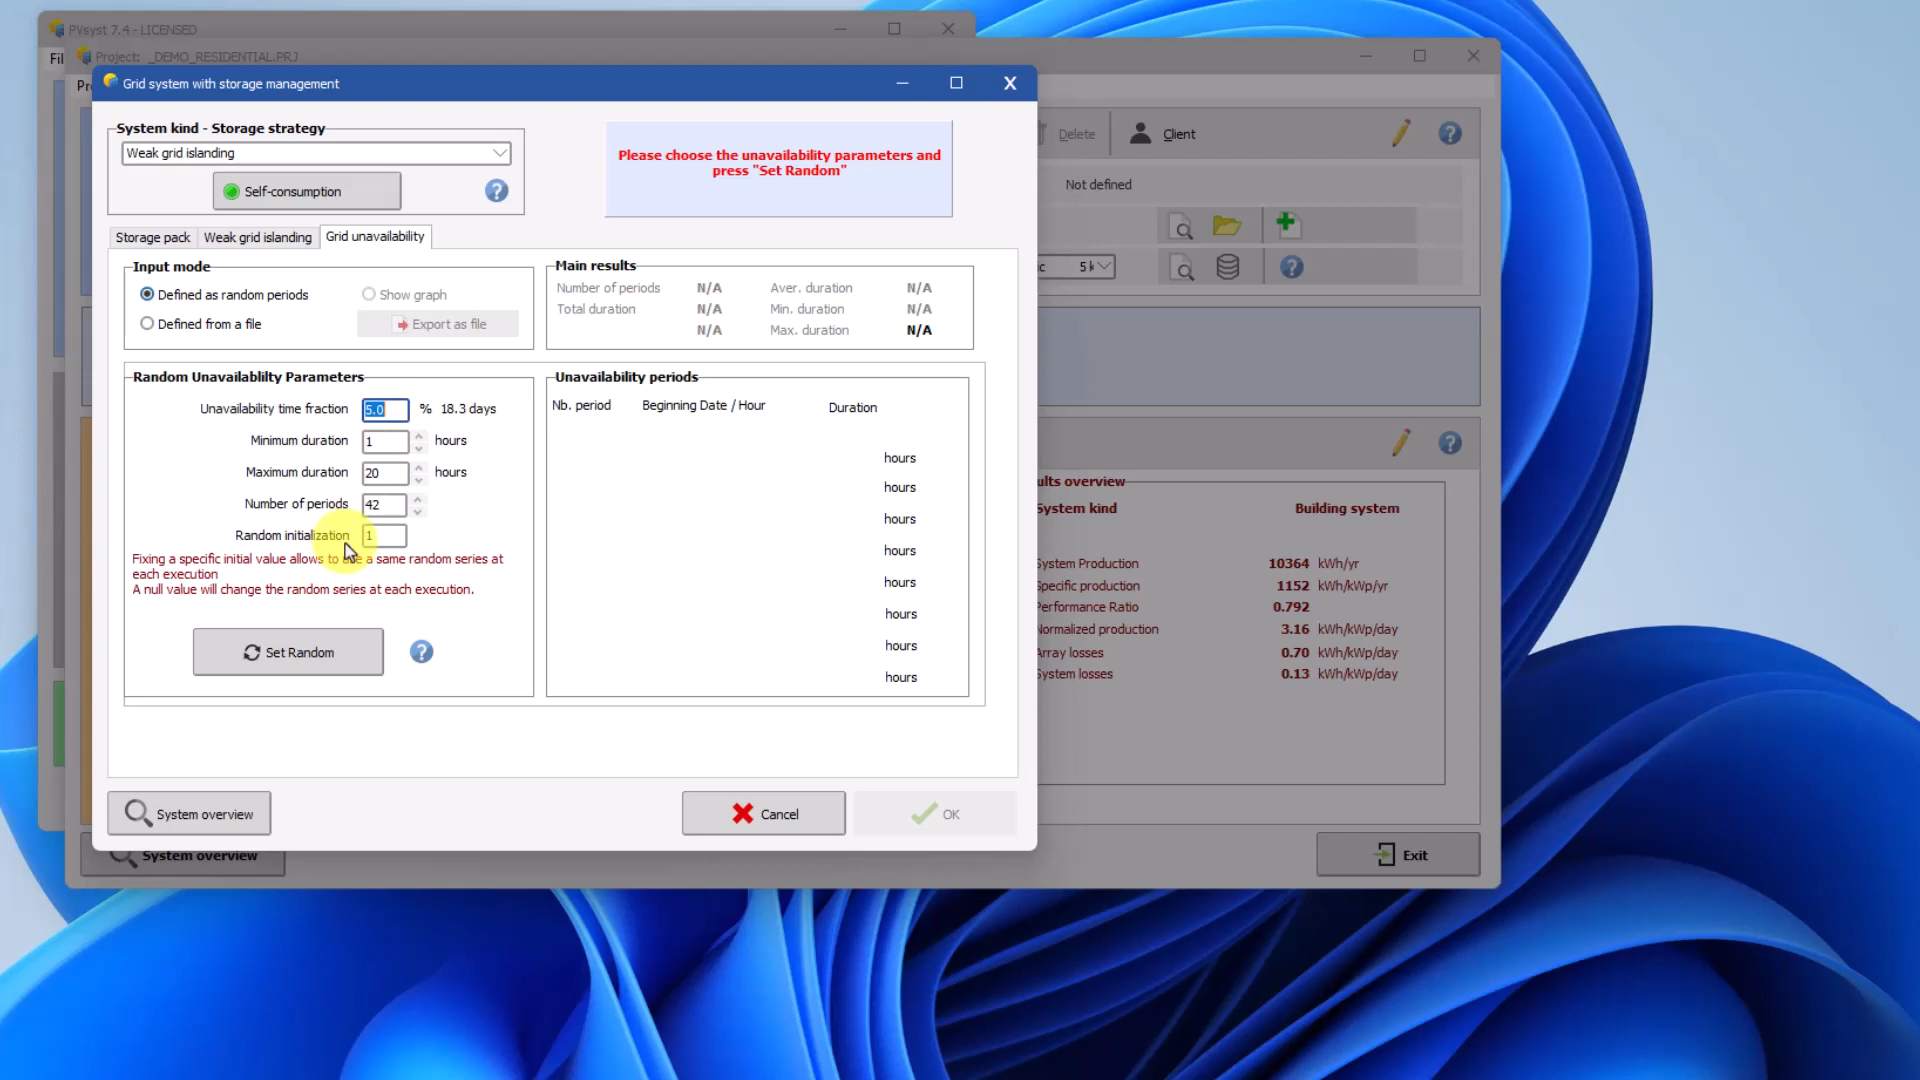 PVsyst 7.4 - LICENSED
Fil
Project: _DEMO_RESIDENTIAL.PRJ
Pr
Grid system with storage management
System kind - Storage strategy
Weak grid islanding
Self-consumption
Please choose the unavailability parameters and
press "Set Random"
Delete
Client
Not defined
Storage pack
Weak grid islanding
Grid unavailability
Input mode
Defined as random periods
Show graph
Defined from a file
Export as file
Main results
Number of periods N/A Aver. duration N/A
Total duration N/A Min. duration N/A
N/A Max. duration N/A
ic 5 k
Random Unavailablilty Parameters
Unavailability time fraction 5.0 % 18.3 days
Minimum duration 1 hours
Maximum duration 20 hours
Number of periods 42
Random initialization 1
Fixing a specific initial value allows to use a same random series at
each execution
A null value will change the random series at each execution.
Set Random
Unavailability periods
Nb. period Beginning Date / Hour Duration
hours
hours
hours
hours
hours
hours
hours
hours
ults overview
System kind Building system
System Production 10364 kWh/yr
Specific production 1152 kWh/kWp/yr
Performance Ratio 0.792
Normalized production 3.16 kWh/kWp/day
Array losses 0.70 kWh/kWp/day
System losses 0.13 kWh/kWp/day
System overview
Cancel
OK
System overview
Exit